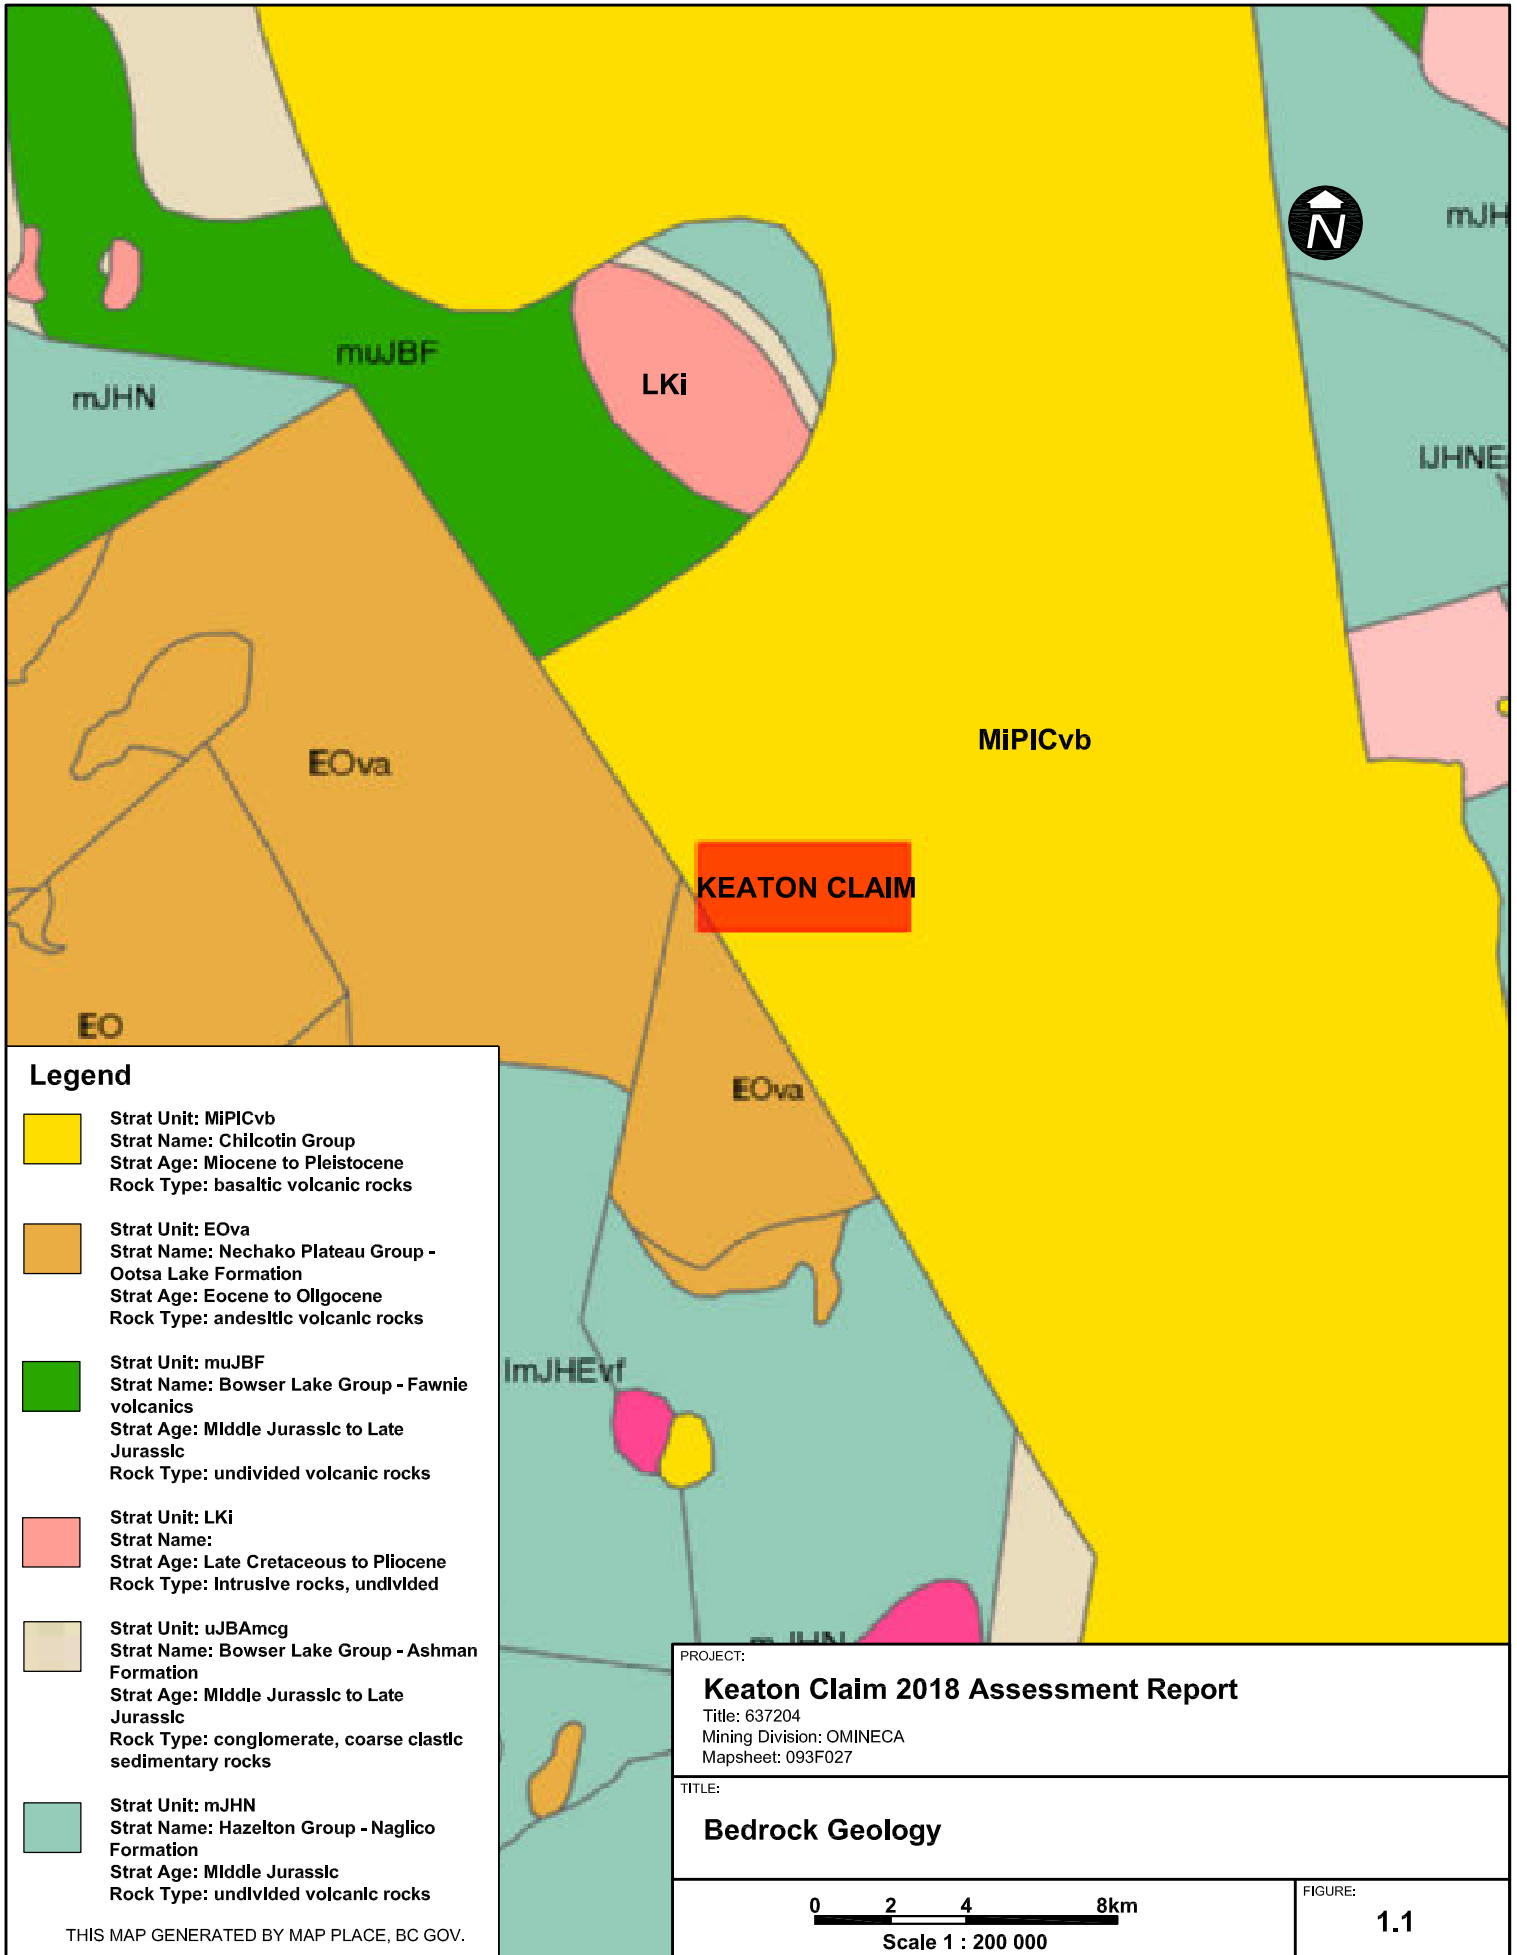 N
mJH
muJBF
LKi
mJHN
IJHNE
MiPICvb
EOva
KEATON CLAIM
EO
EOva
lmJHEvf
Legend
Strat Unit: MiPICvb
Strat Name: Chilcotin Group
Strat Age: Miocene to Pleistocene
Rock Type: basaltic volcanic rocks
Strat Unit: EOva
Strat Name: Nechako Plateau Group -
Ootsa Lake Formation
Strat Age: Eocene to Oligocene
Rock Type: andesitic volcanic rocks
Strat Unit: muJBF
Strat Name: Bowser Lake Group - Fawnie
volcanics
Strat Age: Middle Jurassic to Late
Jurassic
Rock Type: undivided volcanic rocks
Strat Unit: LKi
Strat Name:
Strat Age: Late Cretaceous to Pliocene
Rock Type: Intrusive rocks, undivided
Strat Unit: uJBAmcg
Strat Name: Bowser Lake Group - Ashman
Formation
Strat Age: Middle Jurassic to Late
Jurassic
Rock Type: conglomerate, coarse clastic
sedimentary rocks
Strat Unit: mJHN
Strat Name: Hazelton Group - Naglico
Formation
Strat Age: Middle Jurassic
Rock Type: undivided volcanic rocks
THIS MAP GENERATED BY MAP PLACE, BC GOV.
PROJECT:
Keaton Claim 2018 Assessment Report
Title: 637204
Mining Division: OMINECA
Mapsheet: 093F027
TITLE:
Bedrock Geology
0 2 4 8km
Scale 1 : 200 000
FIGURE:
1.1